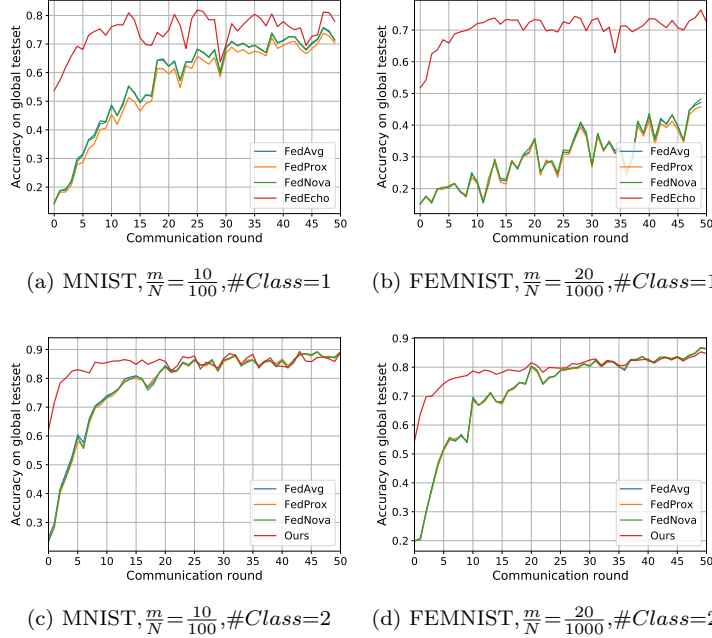 Accuracy on global testset
0.8
0.7
0.6
0.5
0.4
0.3
0.2
0 5 10 15 20 25 30 35 40 45 50
Communication round
FedAvg
FedProx
FedNova
FedEcho
(a) MNIST, m/N = 10/100, #Class=1
Accuracy on global testset
0.7
0.6
0.5
0.4
0.3
0.2
0 5 10 15 20 25 30 35 40 45 50
Communication round
FedAvg
FedProx
FedNova
FedEcho
(b) FEMNIST, m/N = 20/1000, #Class=1
Accuracy on global testset
0.9
0.8
0.7
0.6
0.5
0.4
0.3
0 5 10 15 20 25 30 35 40 45 50
Communication round
FedAvg
FedProx
FedNova
Ours
(c) MNIST, m/N = 10/100, #Class=2
Accuracy on global testset
0.9
0.8
0.7
0.6
0.5
0.4
0.3
0.2
0 5 10 15 20 25 30 35 40 45 50
Communication round
FedAvg
FedProx
FedNova
Ours
(d) FEMNIST, m/N = 20/1000, #Class=2